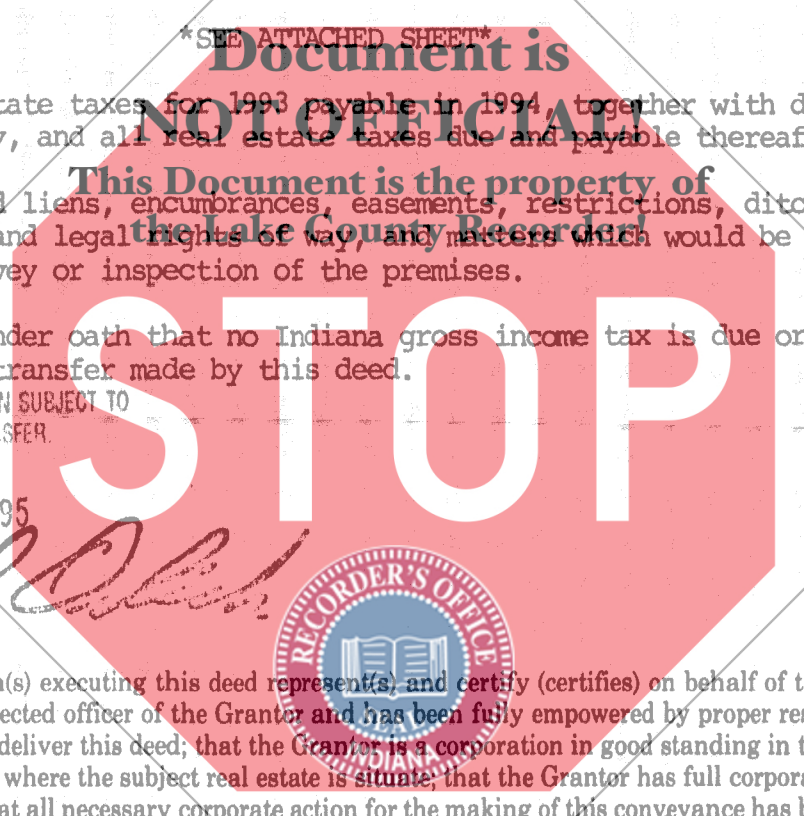 *SEE ATTACHED SHEET*
Document is
tate taxes for 1993 payable in 1994, together with d
NOT OFFICIAL!
y, and all real estate taxes due and payable thereaf
This Document is the property of
l liens, encumbrances, easements, restrictions, ditc
the Lake County Recorder!
and legal rights of way, and matters which would be
vey or inspection of the premises.
STOP
nder oath that no Indiana gross income tax is due or
transfer made by this deed.
N SUBJECT TO
SFER.
95
RECORDER'S OFFICE
SEAL
INDIANA
n(s) executing this deed represent(s) and certify (certifies) on behalf of t
ected officer of the Grantor and has been fully empowered by proper re
deliver this deed; that the Grantor is a corporation in good standing in t
where the subject real estate is situate; that the Grantor has full corpora
at all necessary corporate action for the making of this conveyance has b